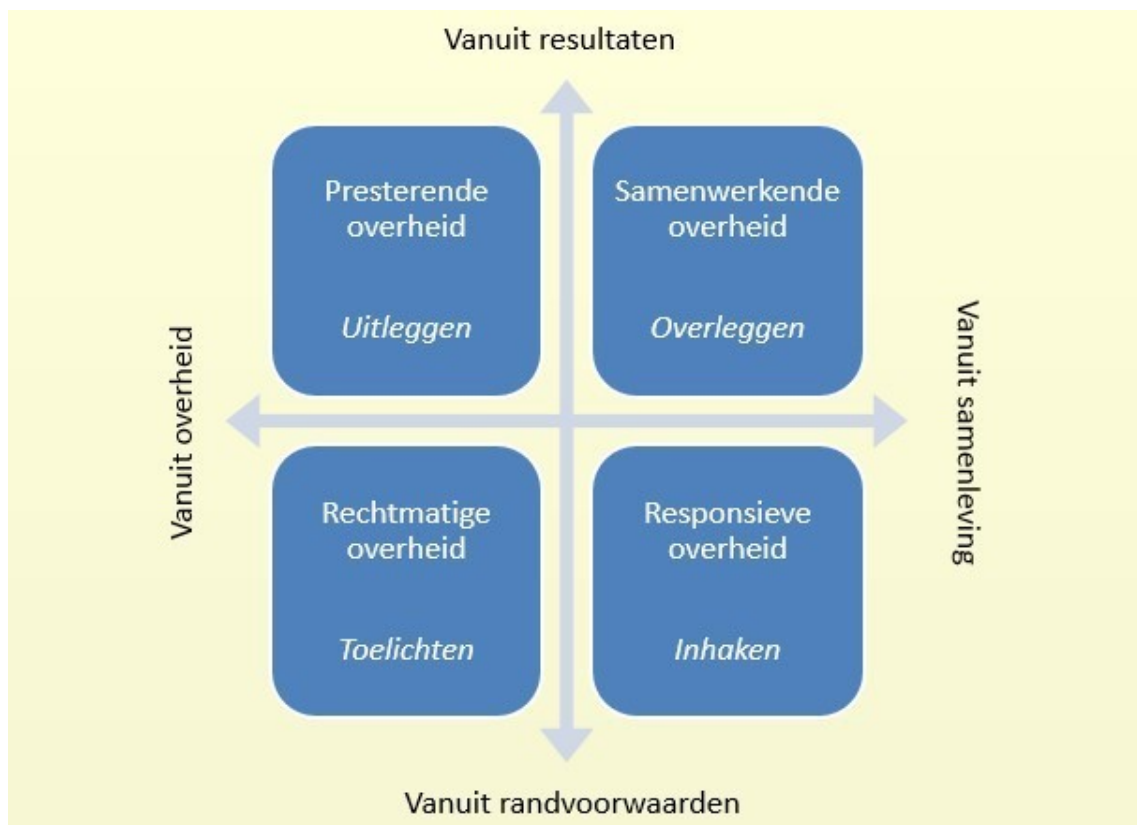 Vanuit resultaten
Presterende
overheid
Uitleggen
Samenwerkende
overheid
Overleggen
Vanuit overheid
Vanuit samenleving
Rechtmatige
overheid
Toelichten
Responsieve
overheid
Inhaken
Vanuit randvoorwaarden